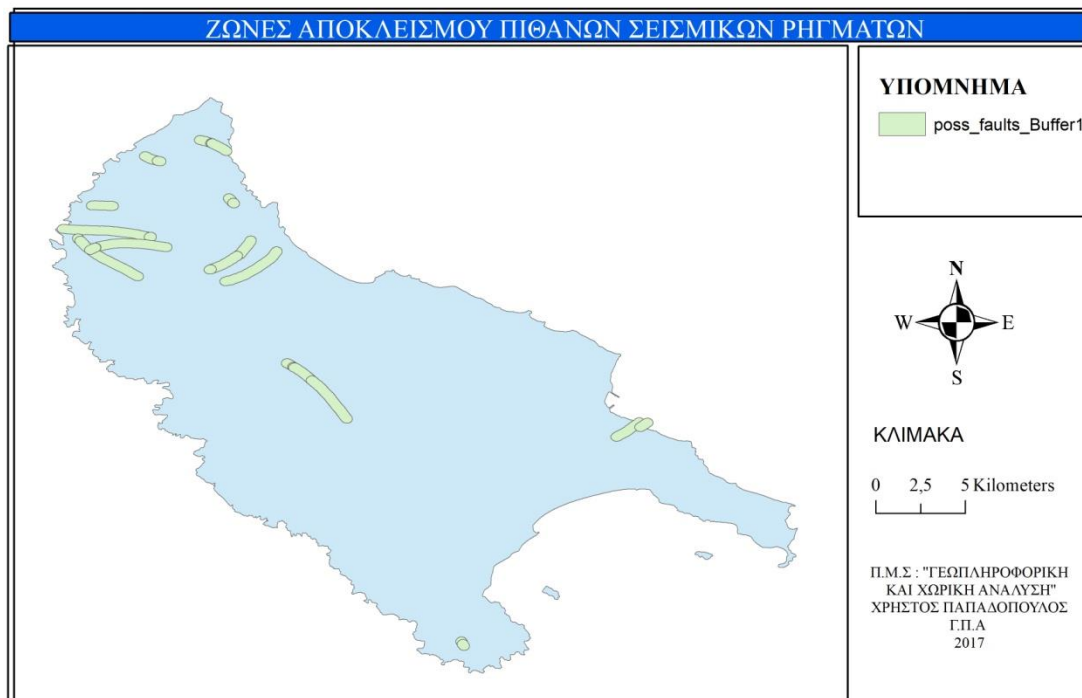 ΖΩΝΕΣ ΑΠΟΚΛΕΙΣΜΟΥ ΠΙΘΑΝΩΝ ΣΕΙΣΜΙΚΩΝ ΡΗΓΜΑΤΩΝ
ΥΠΟΜΝΗΜΑ
poss_faults_Buffer1
N
W E
S
ΚΛΙΜΑΚΑ
0 2,5 5 Kilometers
Π.Μ.Σ : "ΓΕΩΠΛΗΡΟΦΟΡΙΚΗ
ΚΑΙ ΧΩΡΙΚΗ ΑΝΑΛΥΣΗ"
ΧΡΗΣΤΟΣ ΠΑΠΑΔΟΠΟΥΛΟΣ
Γ.Π.Α
2017